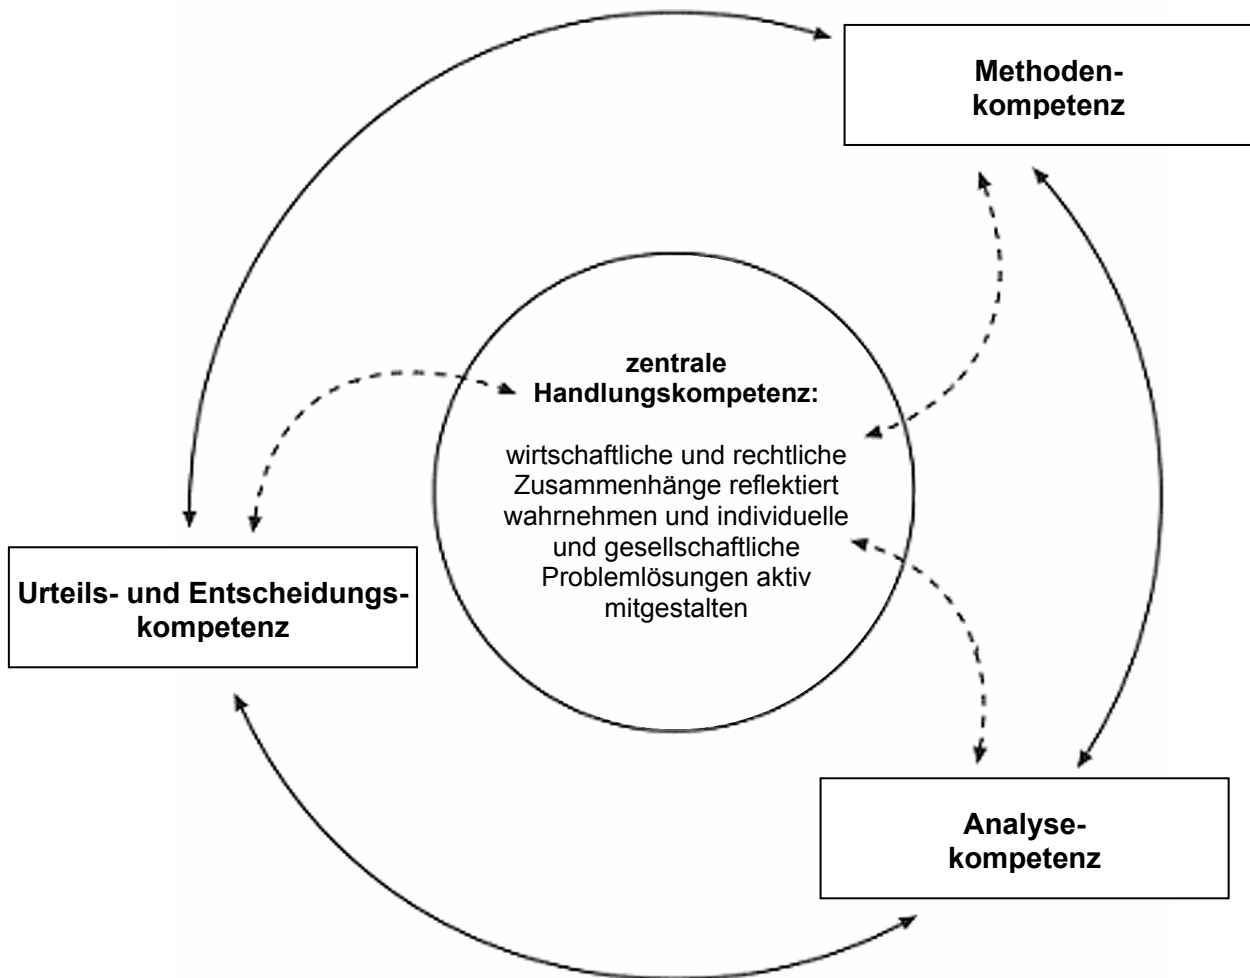 Methoden-
kompetenz
zentrale
Handlungskompetenz:
wirtschaftliche und rechtliche
Zusammenhänge reflektiert
wahrnehmen und individuelle
und gesellschaftliche
Problemlösungen aktiv
mitgestalten
Urteils- und Entscheidungs-
kompetenz
Analyse-
kompetenz